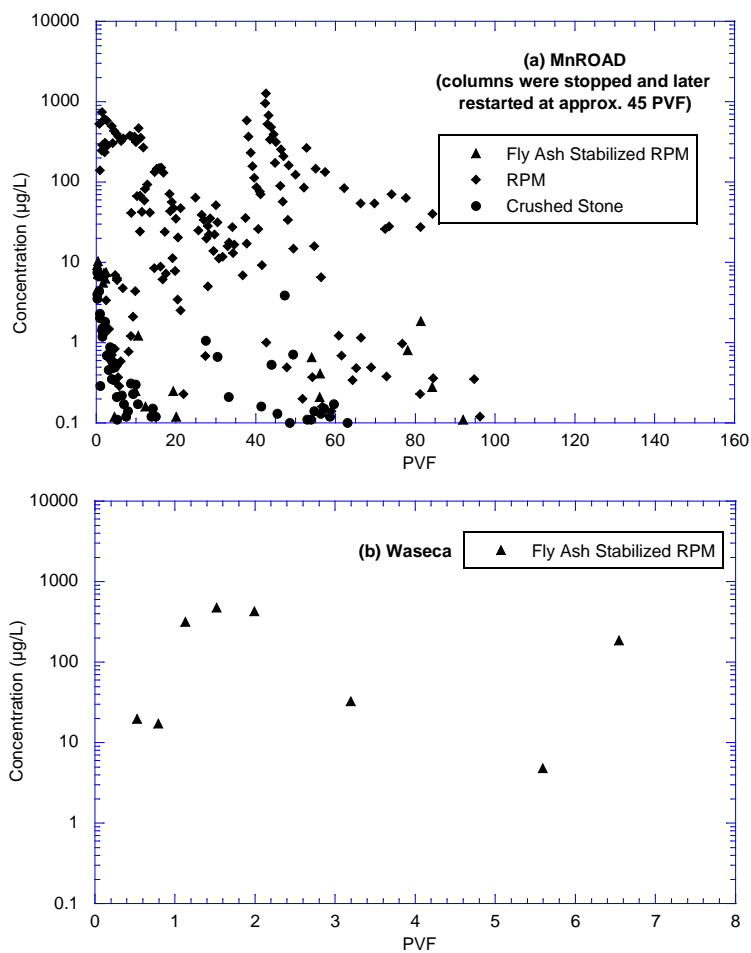 10000
1000
100
10
1
0.1
Concentration (µg/L)
(a) MnROAD
(columns were stopped and later
restarted at approx. 45 PVF)
Fly Ash Stabilized RPM
RPM
Crushed Stone
0 20 40 60 80 100 120 140 160
PVF
10000
1000
100
10
1
0.1
Concentration (µg/L)
(b) Waseca
Fly Ash Stabilized RPM
0 1 2 3 4 5 6 7 8
PVF